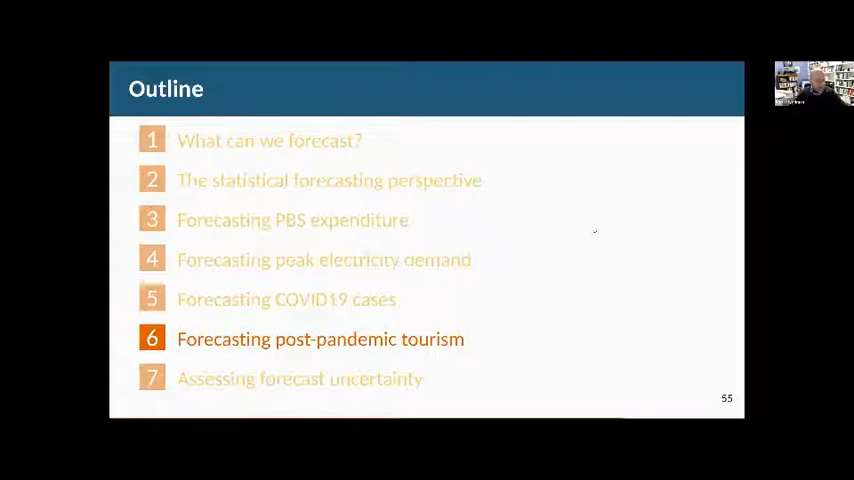 Outline
1 What can we forecast?
2 The statistical forecasting perspective
3 Forecasting PBS expenditure
4 Forecasting peak electricity demand
5 Forecasting COVID19 cases
6 Forecasting post-pandemic tourism
7 Assessing forecast uncertainty
55